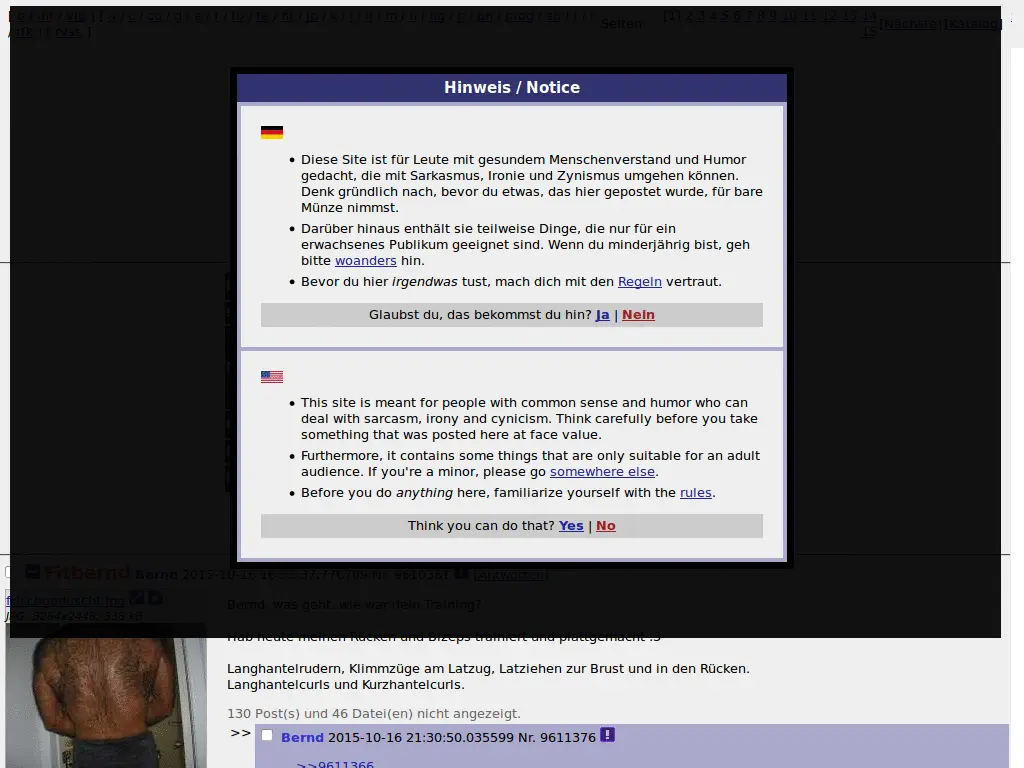 Seiten [1] 2 3 4 5 6 7 8 9 10 11 12 13 14 15 [Nächste] [Katalog]
Hinweis / Notice
• Diese Site ist für Leute mit gesundem Menschenverstand und Humor
gedacht, die mit Sarkasmus, Ironie und Zynismus umgehen können.
Denk gründlich nach, bevor du etwas, das hier gepostet wurde, für bare
Münze nimmst.
• Darüber hinaus enthält sie teilweise Dinge, die nur für ein
erwachsenes Publikum geeignet sind. Wenn du minderjährig bist, geh
bitte woanders hin.
• Bevor du hier irgendwas tust, mach dich mit den Regeln vertraut.
Glaubst du, das bekommst du hin? Ja | Nein
• This site is meant for people with common sense and humor who can
deal with sarcasm, irony and cynicism. Think carefully before you take
something that was posted here at face value.
• Furthermore, it contains some things that are only suitable for an adult
audience. If you're a minor, please go somewhere else.
• Before you do anything here, familiarize yourself with the rules.
Think you can do that? Yes | No
Fitbernd Bernd 2015-10-16 [Antworten]
Bernd, was geht, wie war dein Training?
Hab heute meinen Rücken und Bizeps trainiert und plattgemacht :3
Langhantelrudern, Klimmzüge am Latzug, Latziehen zur Brust und in den Rücken.
Langhantelcurls und Kurzhantelcurls.
130 Post(s) und 46 Datei(en) nicht angezeigt.
>> Bernd 2015-10-16 21:30:50.035599 Nr. 9611376
>>9611366